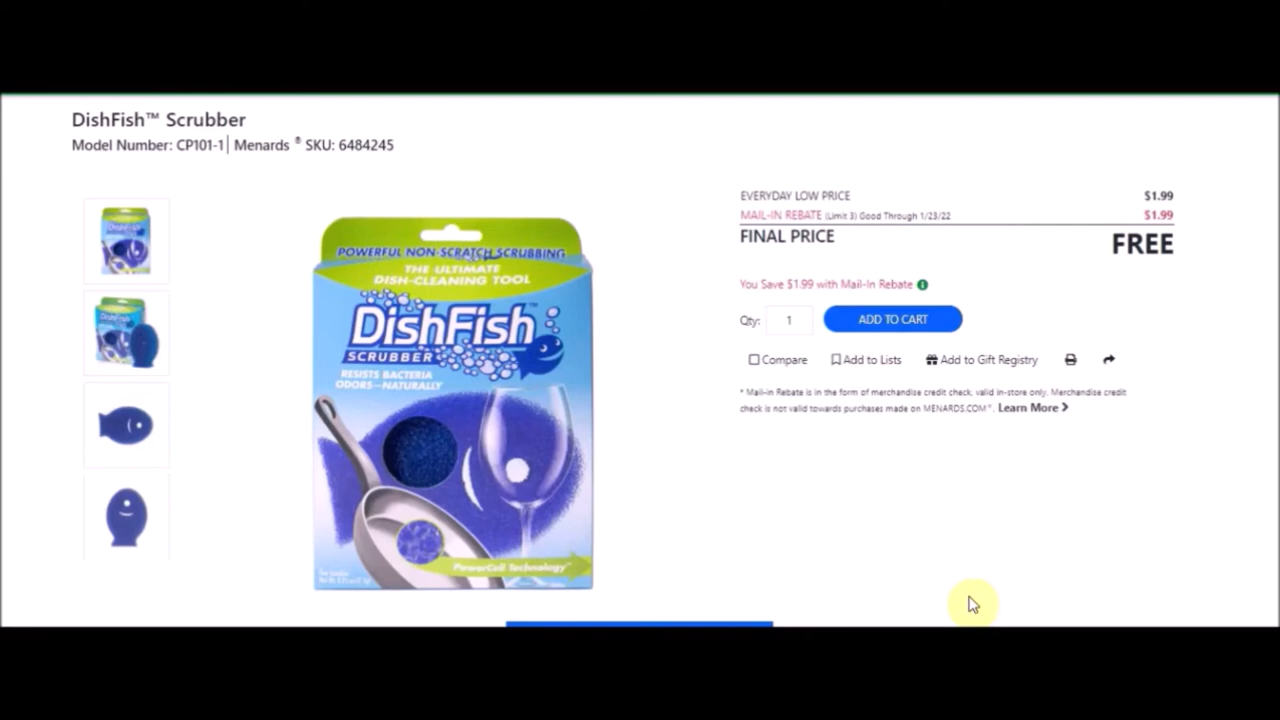 DishFish™ Scrubber
Model Number: CP101-1| Menards ® SKU: 6484245
EVERYDAY LOW PRICE $1.99
MAIL-IN REBATE (Limit 3) Good Through 1/23/22 $1.99
FINAL PRICE FREE
You Save $1.99 with Mail-In Rebate
Qty: 1 ADD TO CART
Compare Add to Lists Add to Gift Registry
* Mail-in Rebate is in the form of merchandise credit check, valid in-store only. Merchandise credit
check is not valid towards purchases made on MENARDS.COM®. Learn More
POWERFUL NON-SCRATCH SCRUBBING
THE ULTIMATE
DISH-CLEANING TOOL
DishFish™
SCRUBBER
RESISTS BACTERIA
ODORS—NATURALLY
PowerCell Technology™